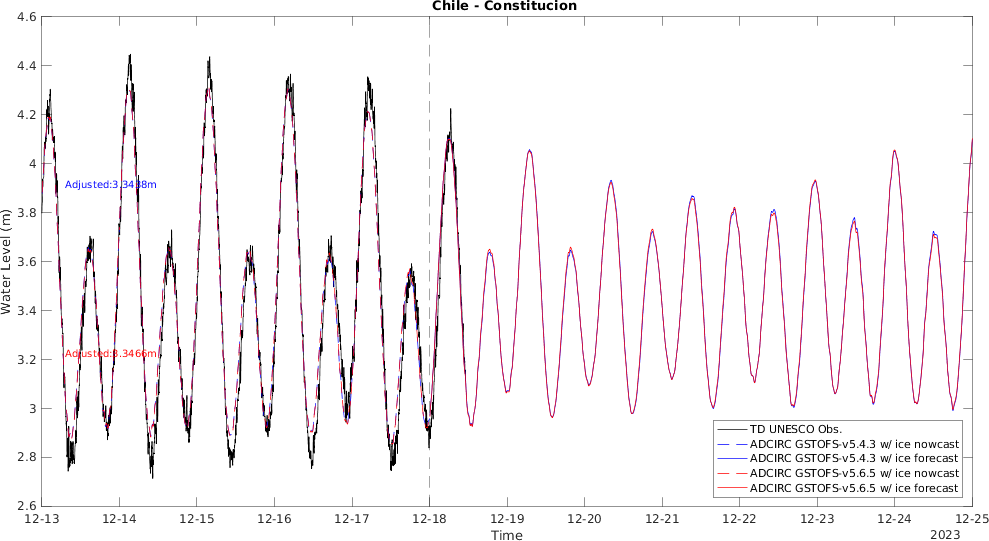 Chile - Constitucion
4.6
4.4
4.2
4
3.8
3.6
3.4
3.2
3
2.8
2.6
Water Level (m)
Adjusted:3.3438m
Adjusted:3.3466m
TD UNESCO Obs.
ADCIRC GSTOFS-v5.4.3 w/ ice nowcast
ADCIRC GSTOFS-v5.4.3 w/ ice forecast
ADCIRC GSTOFS-v5.6.5 w/ ice nowcast
ADCIRC GSTOFS-v5.6.5 w/ ice forecast
12-13 12-14 12-15 12-16 12-17 12-18 12-19 12-20 12-21 12-22 12-23 12-24 12-25
Time
2023